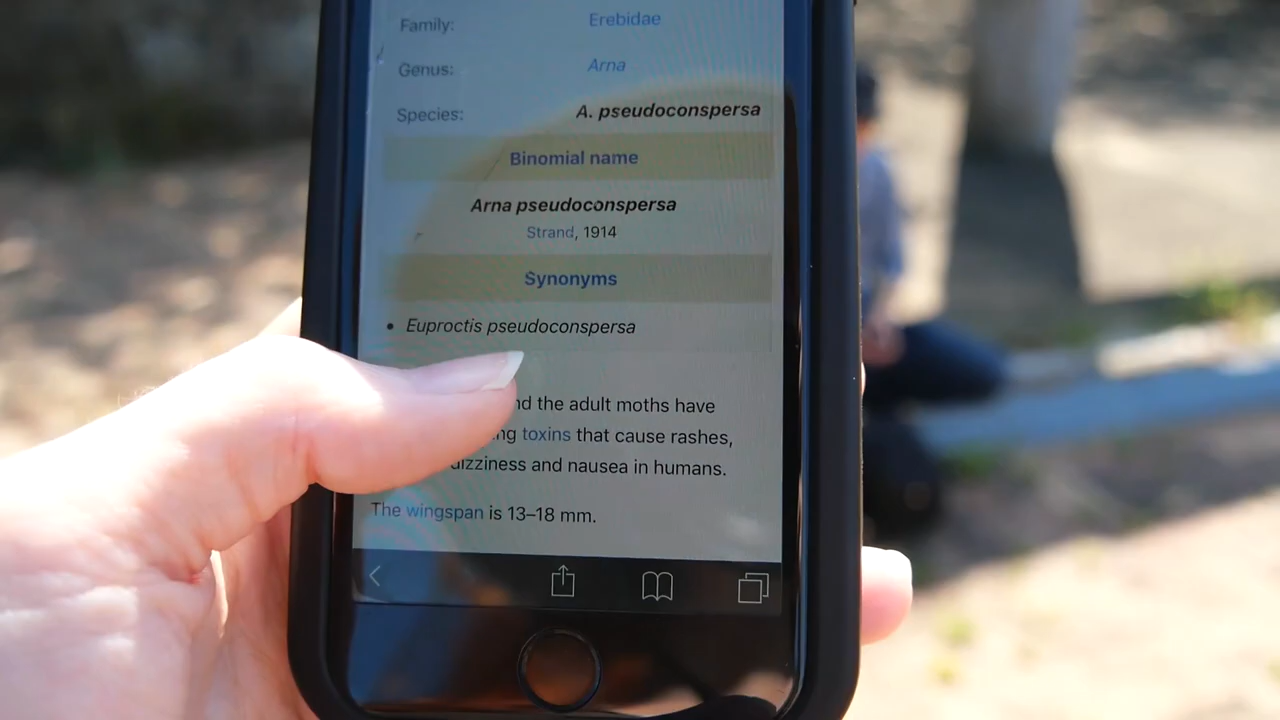 Family: Erebidae
Genus: Arna
Species: A. pseudoconspersa
Binomial name
Arna pseudoconspersa
Strand, 1914
Synonyms
• Euproctis pseudoconspersa
the adult moths have
toxins that cause rashes,
dizziness and nausea in humans.
The wingspan is 13–18 mm.